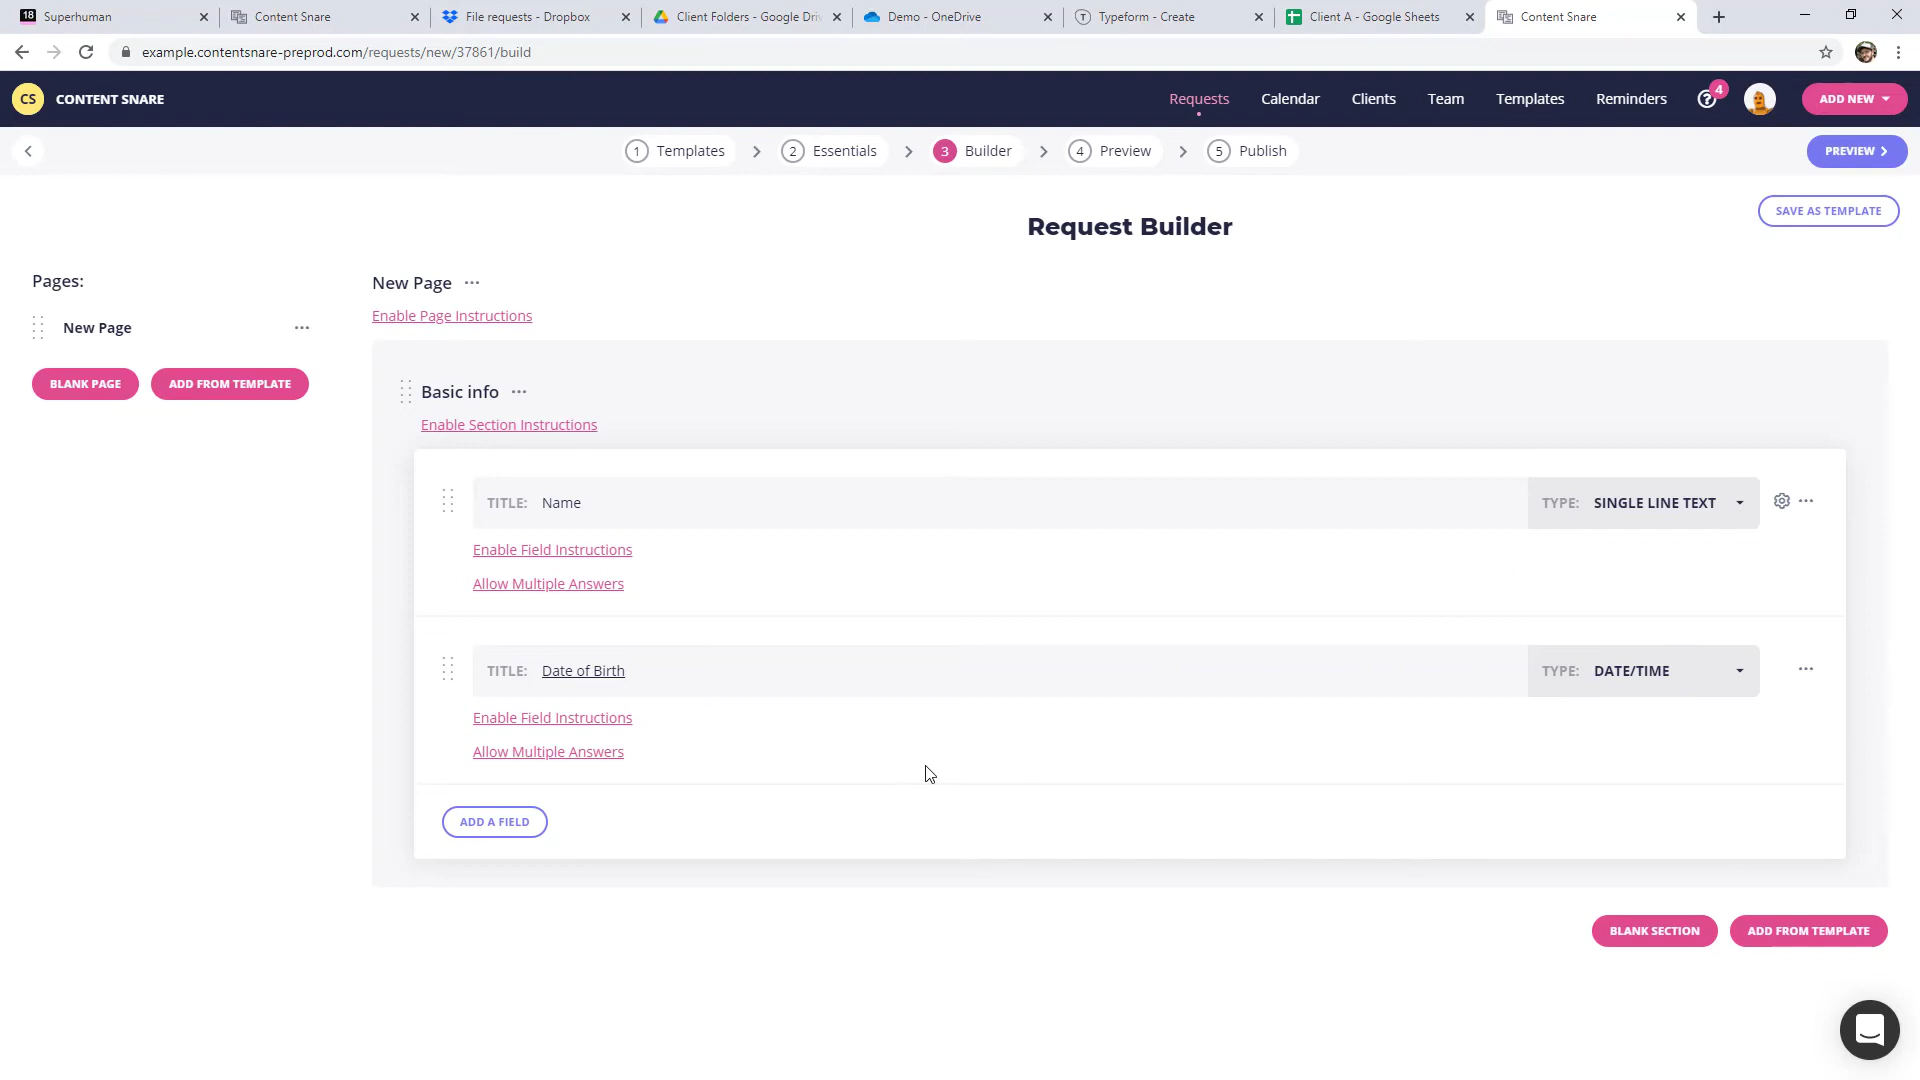 18 Superhuman
Content Snare
File requests - Dropbox
Client Folders - Google Driv
Demo - OneDrive
T Typeform - Create
Client A - Google Sheets
Content Snare
example.contentsnare-preprod.com/requests/new/37861/build
CS CONTENT SNARE
Requests
Calendar
Clients
Team
Templates
Reminders
? 4
ADD NEW
1 Templates
2 Essentials
3 Builder
4 Preview
5 Publish
PREVIEW
SAVE AS TEMPLATE
Request Builder
Pages:
New Page
BLANK PAGE
ADD FROM TEMPLATE
New Page
Enable Page Instructions
Basic info
Enable Section Instructions
TITLE: Name
TYPE: SINGLE LINE TEXT
Enable Field Instructions
Allow Multiple Answers
TITLE: Date of Birth
TYPE: DATE/TIME
Enable Field Instructions
Allow Multiple Answers
ADD A FIELD
BLANK SECTION
ADD FROM TEMPLATE